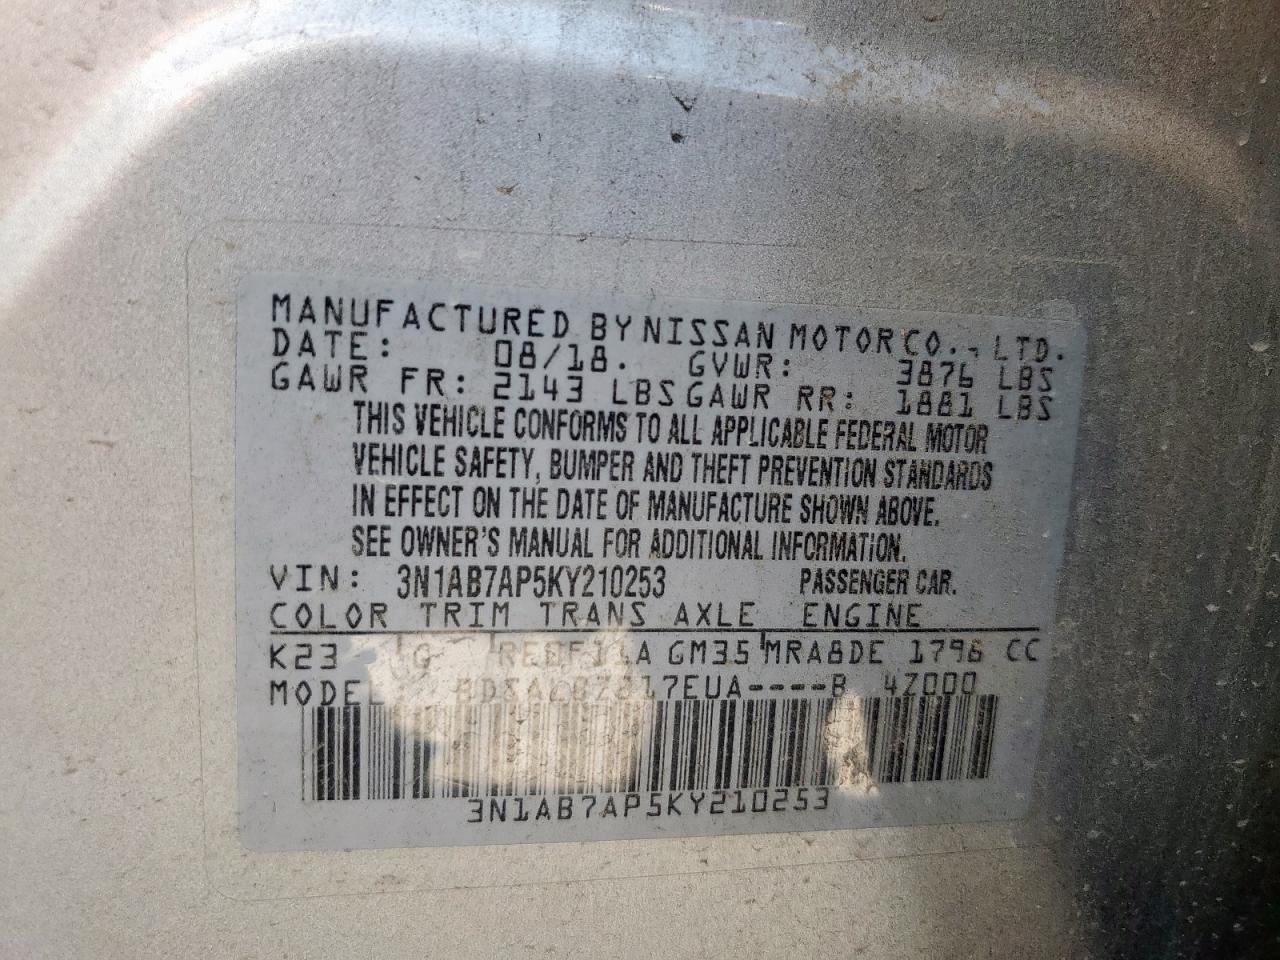 MANUFACTURED BY NISSAN MOTOR CO., LTD.
DATE: 08/18. GVWR: 3876 LBS
GAWR FR: 2143 LBS GAWR RR: 1881 LBS
THIS VEHICLE CONFORMS TO ALL APPLICABLE FEDERAL MOTOR
VEHICLE SAFETY, BUMPER AND THEFT PREVENTION STANDARDS
IN EFFECT ON THE DATE OF MANUFACTURE SHOWN ABOVE.
SEE OWNER'S MANUAL FOR ADDITIONAL INFORMATION.
VIN: 3N1AB7AP5KY210253 PASSENGER CAR.
COLOR TRIM TRANS AXLE ENGINE
K23 G GM35 MRA8DE 1796 CC
MODEL 4Z000
3N1AB7AP5KY210253